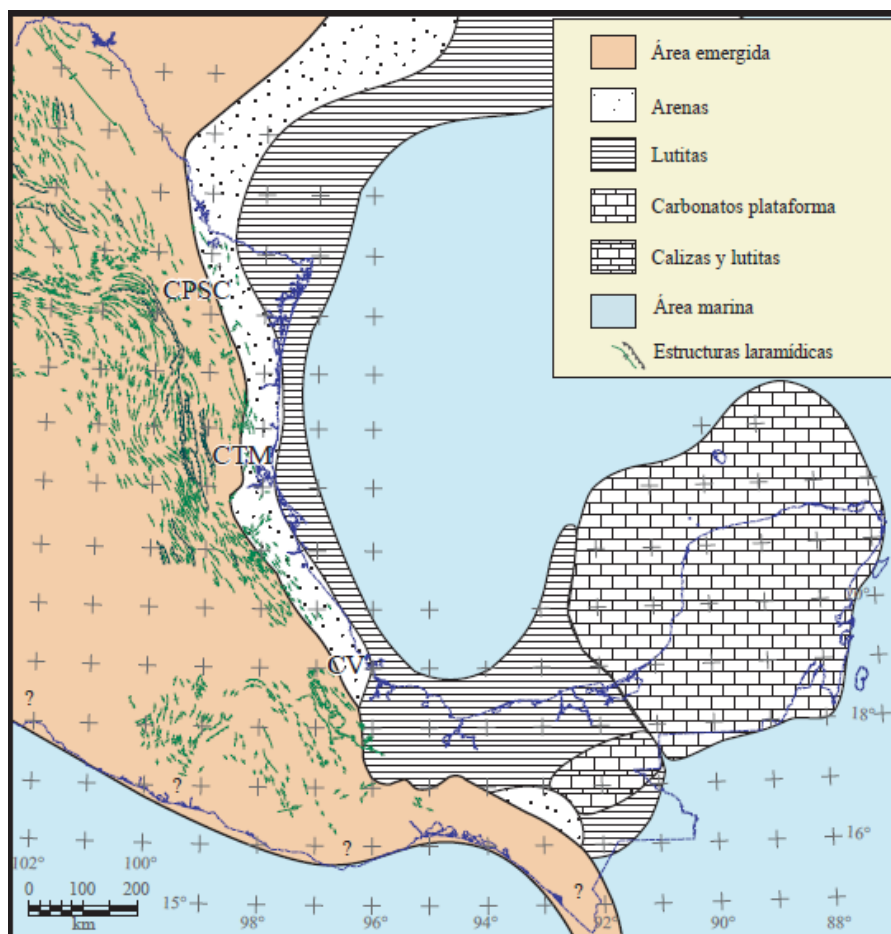 Área emergida
Arenas
Lutitas
Carbonatos plataforma
Calizas y lutitas
Área marina
Estructuras laramídicas
CPSC
CTM
CV
?
18°
?
?
16°
102°
100°
?
0 100 200
km
15°
98°
96°
94°
92°
90°
88°